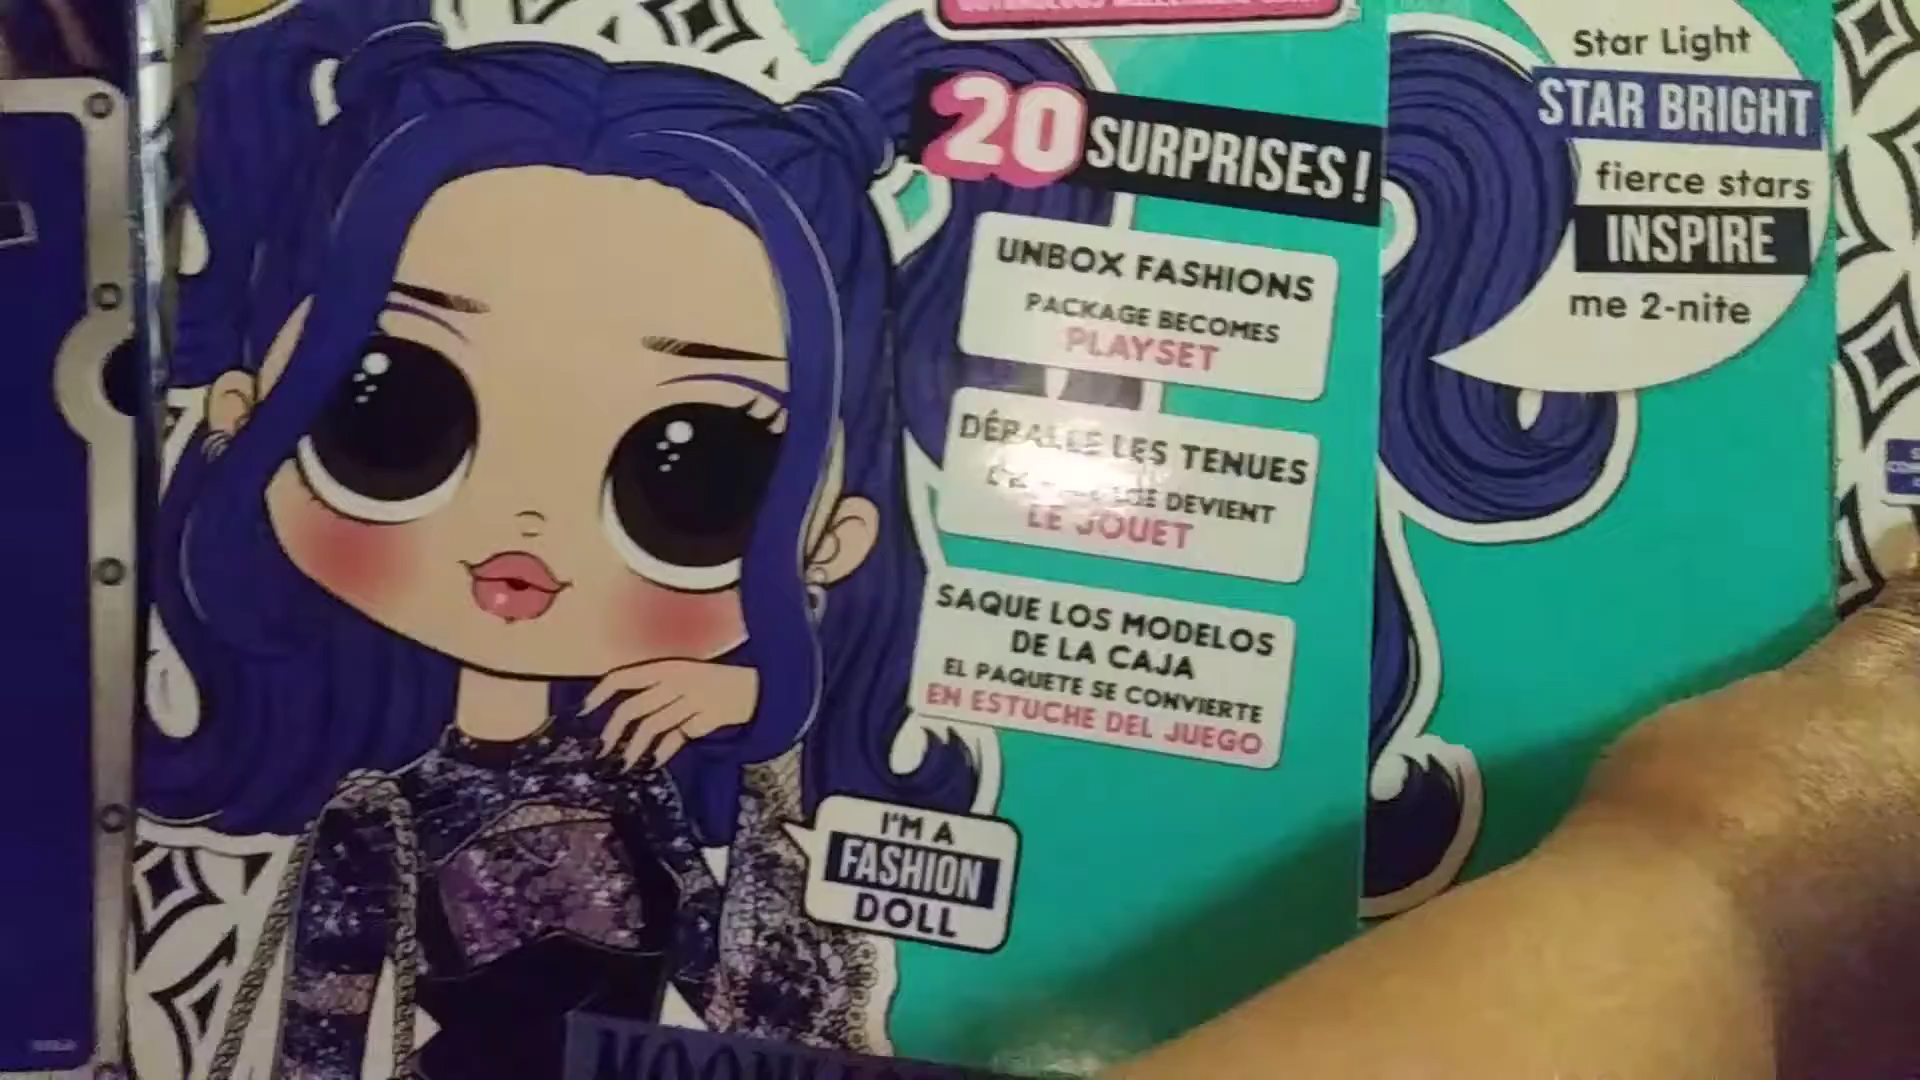 20 SURPRISES!
UNBOX FASHIONS
PACKAGE BECOMES
PLAYSET
DÉBALLE LES TENUES
DEVIENT
LE JOUET
SAQUE LOS MODELOS
DE LA CAJA
EL PAQUETE SE CONVIERTE
EN ESTUCHE DEL JUEGO
I'M A
FASHION
DOLL
Star Light
STAR BRIGHT
fierce stars
INSPIRE
me 2-nite